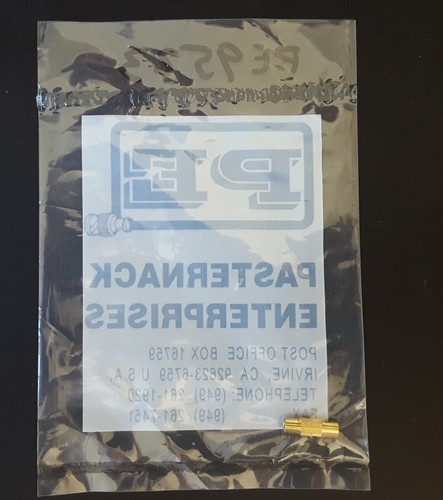 PE
PASTERNACK
ENTERPRISES
POST OFFICE BOX 16759
IRVINE, CA 92623-6759 U.S.A.
TELEPHONE: (949) 261-1920
FAX (949) 261-7451